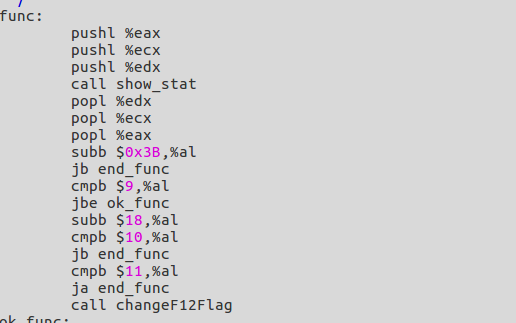 func:
pushl %eax
pushl %ecx
pushl %edx
call show_stat
popl %edx
popl %ecx
popl %eax
subb $0x3B,%al
jb end_func
cmpb $9,%al
jbe ok_func
subb $18,%al
cmpb $10,%al
jb end_func
cmpb $11,%al
ja end_func
call changeF12Flag
ok_func: